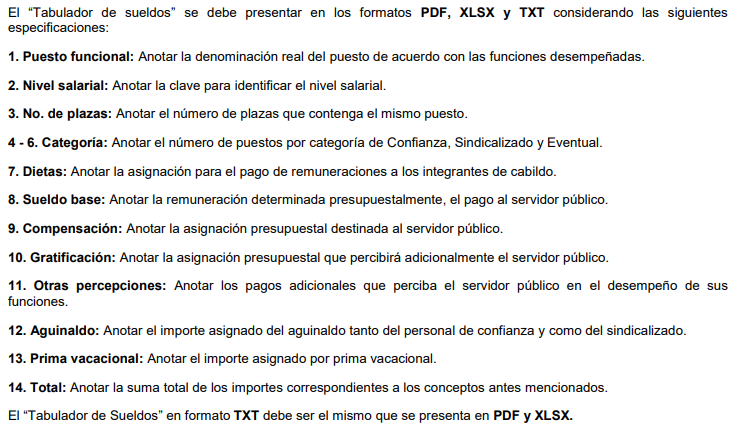 El “Tabulador de sueldos” se debe presentar en los formatos PDF, XLSX y TXT considerando las siguientes
especificaciones:
1. Puesto funcional: Anotar la denominación real del puesto de acuerdo con las funciones desempeñadas.
2. Nivel salarial: Anotar la clave para identificar el nivel salarial.
3. No. de plazas: Anotar el número de plazas que contenga el mismo puesto.
4 - 6. Categoría: Anotar el número de puestos por categoría de Confianza, Sindicalizado y Eventual.
7. Dietas: Anotar la asignación para el pago de remuneraciones a los integrantes de cabildo.
8. Sueldo base: Anotar la remuneración determinada presupuestalmente, el pago al servidor público.
9. Compensación: Anotar la asignación presupuestal destinada al servidor público.
10. Gratificación: Anotar la asignación presupuestal que percibirá adicionalmente el servidor público.
11. Otras percepciones: Anotar los pagos adicionales que perciba el servidor público en el desempeño de sus
funciones.
12. Aguinaldo: Anotar el importe asignado del aguinaldo tanto del personal de confianza y como del sindicalizado.
13. Prima vacacional: Anotar el importe asignado por prima vacacional.
14. Total: Anotar la suma total de los importes correspondientes a los conceptos antes mencionados.
El “Tabulador de Sueldos” en formato TXT debe ser el mismo que se presenta en PDF y XLSX.